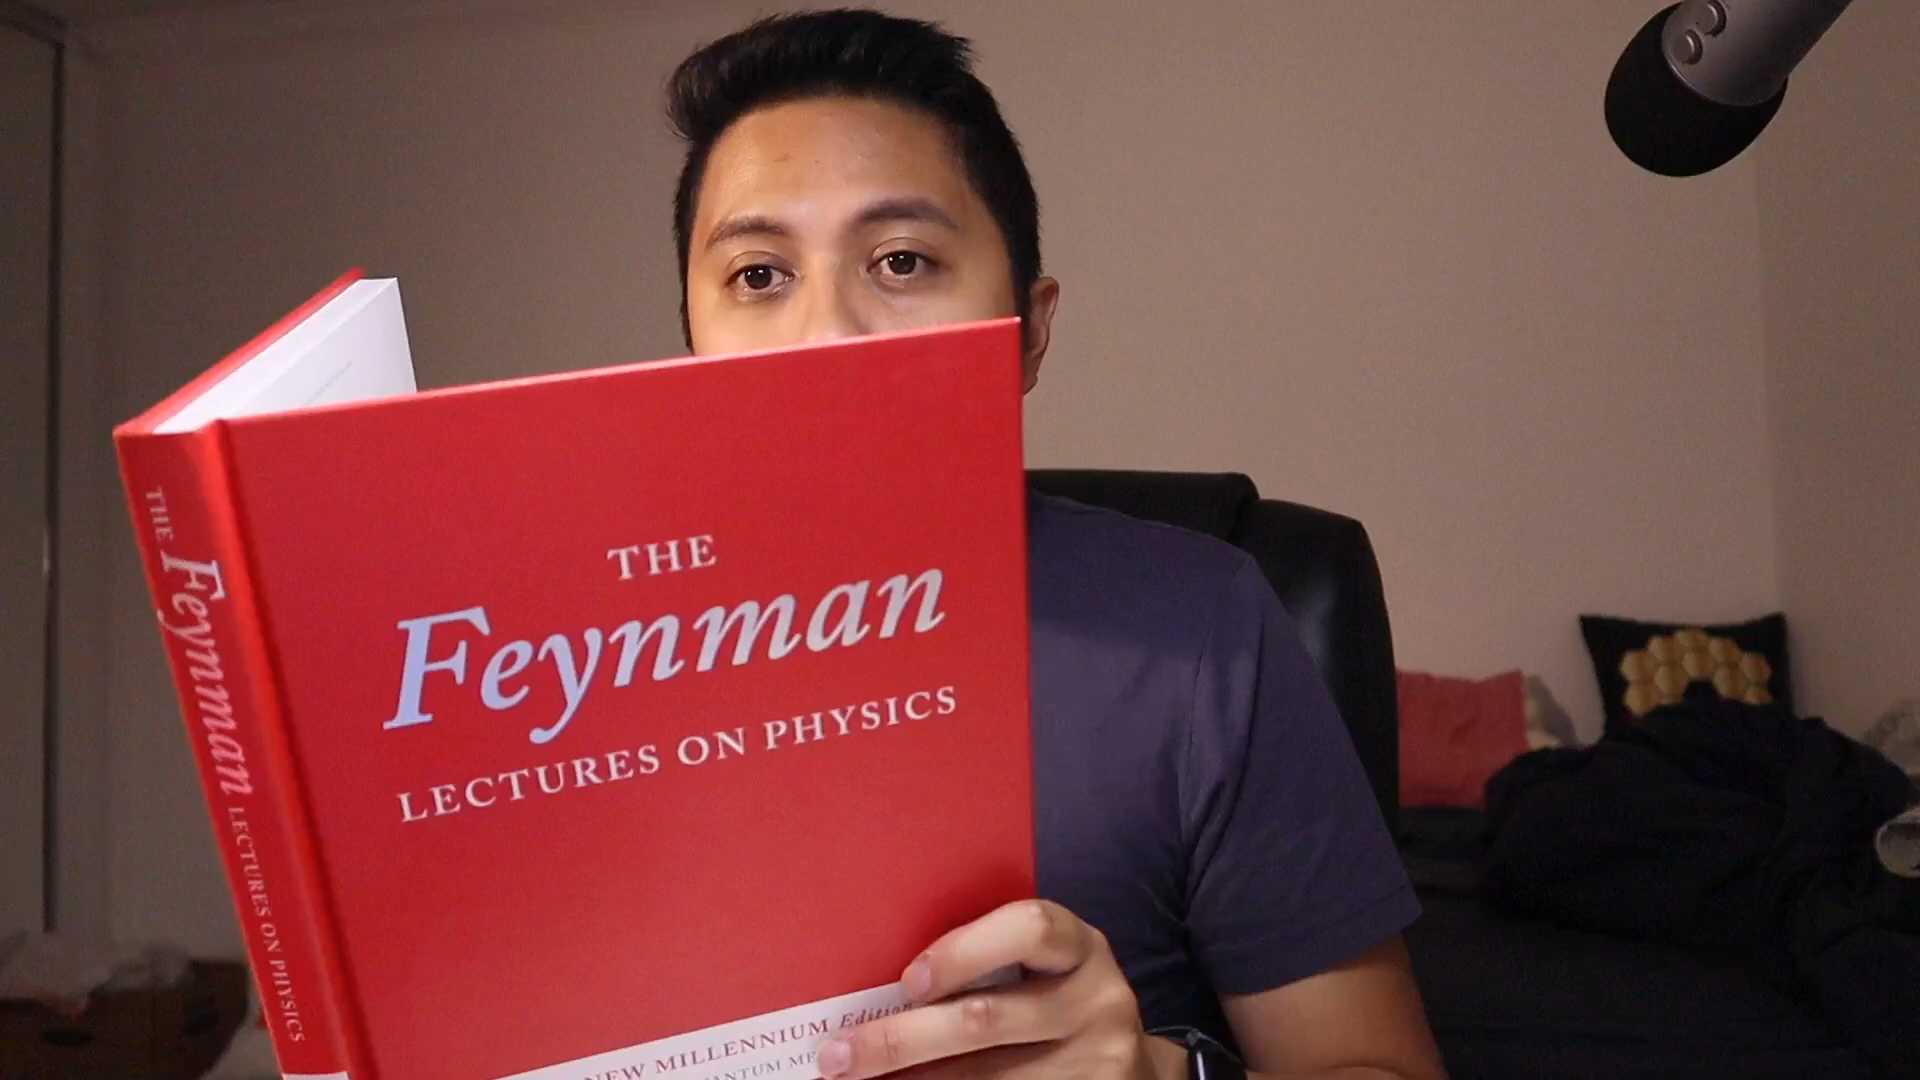 THE
Feynman
LECTURES ON PHYSICS
NEW MILLENNIUM Edition
THE Feynman LECTURES ON PHYSICS